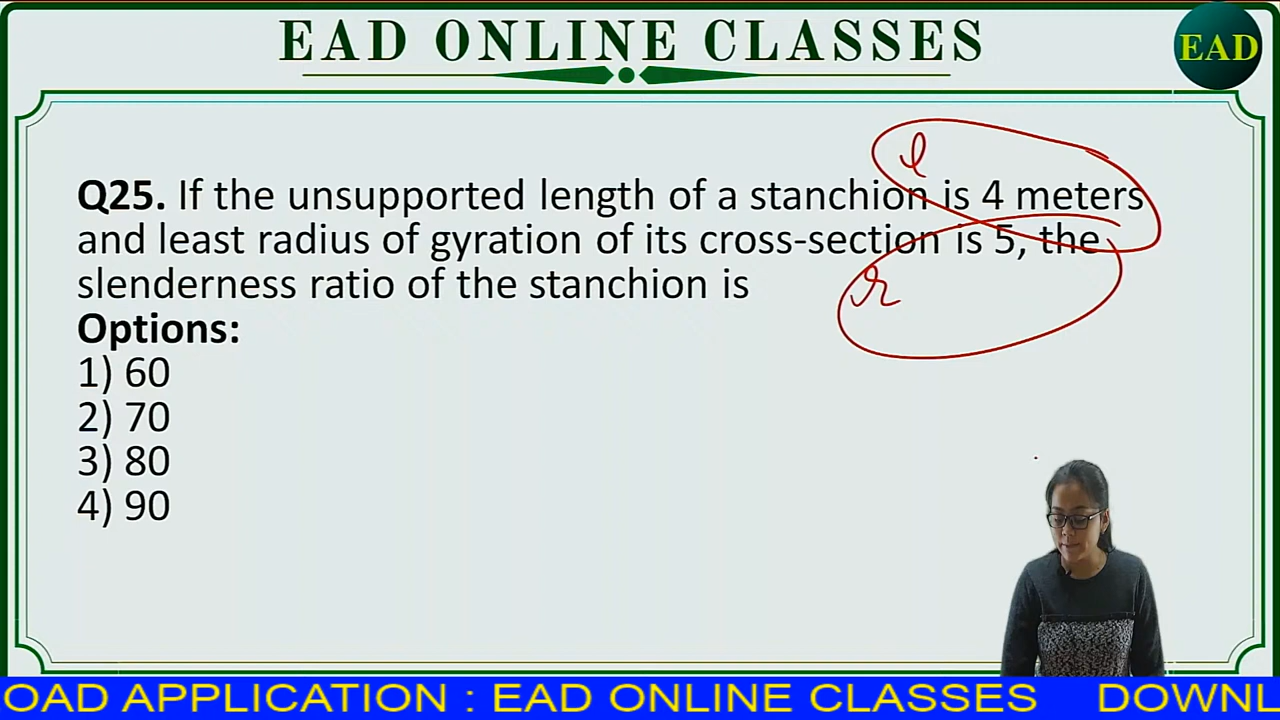 EAD ONLINE CLASSES
EAD
l
Q25. If the unsupported length of a stanchion is 4 meters
and least radius of gyration of its cross-section is 5, the
r
slenderness ratio of the stanchion is
Options:
1) 60
2) 70
3) 80
4) 90
OAD APPLICATION : EAD ONLINE CLASSES DOWNL